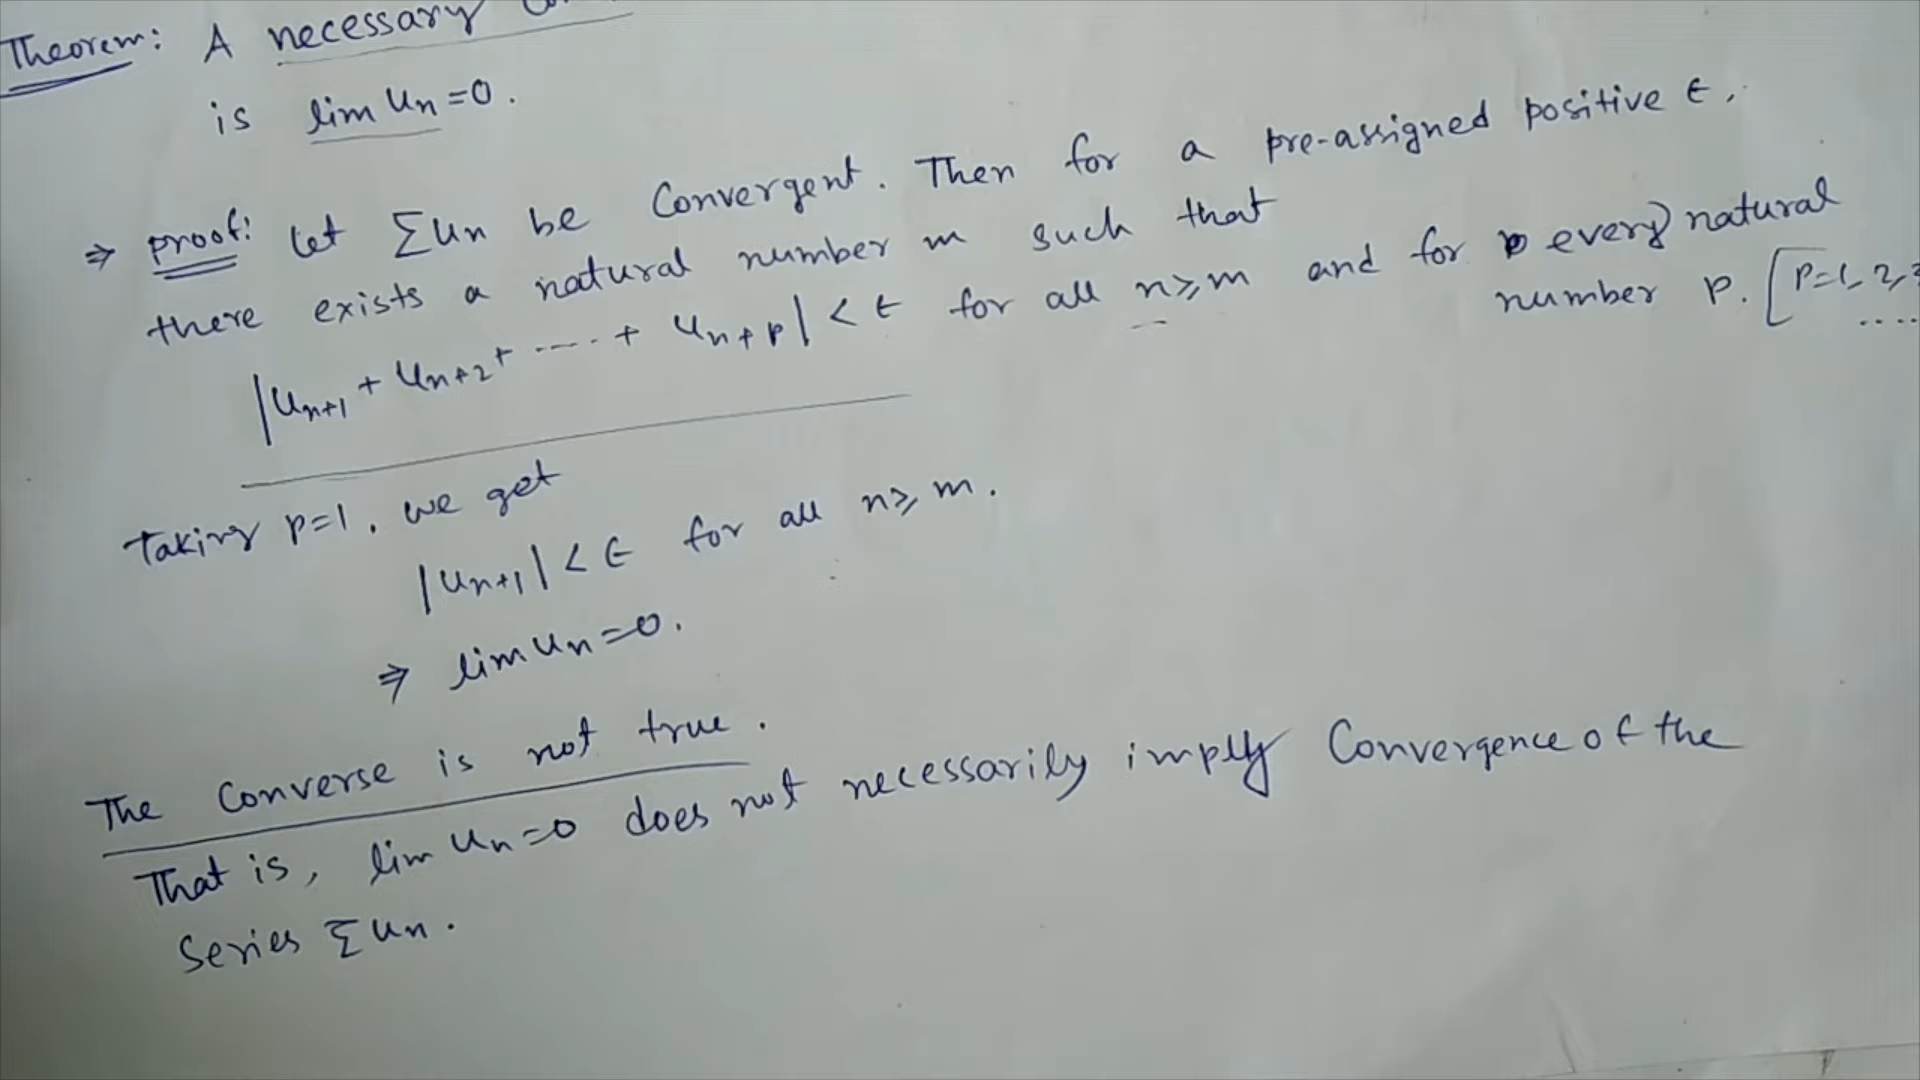 Theorem: A necessary
is lim un=0.
⇒ proof: Let Σun be Convergent. Then for a pre-assigned positive ϵ,
there exists a natural number m such that
|un+1 + un+2 + ..... + un+p| < ϵ for all n≥m and for every natural
number p. [P=1, 2,
....
Taking p=1, we get
|un+1| < ϵ for all n≥m.
⇒ lim un=0.
The Converse is not true.
That is, lim un=0 does not necessarily imply Convergence of the
Series Σun.